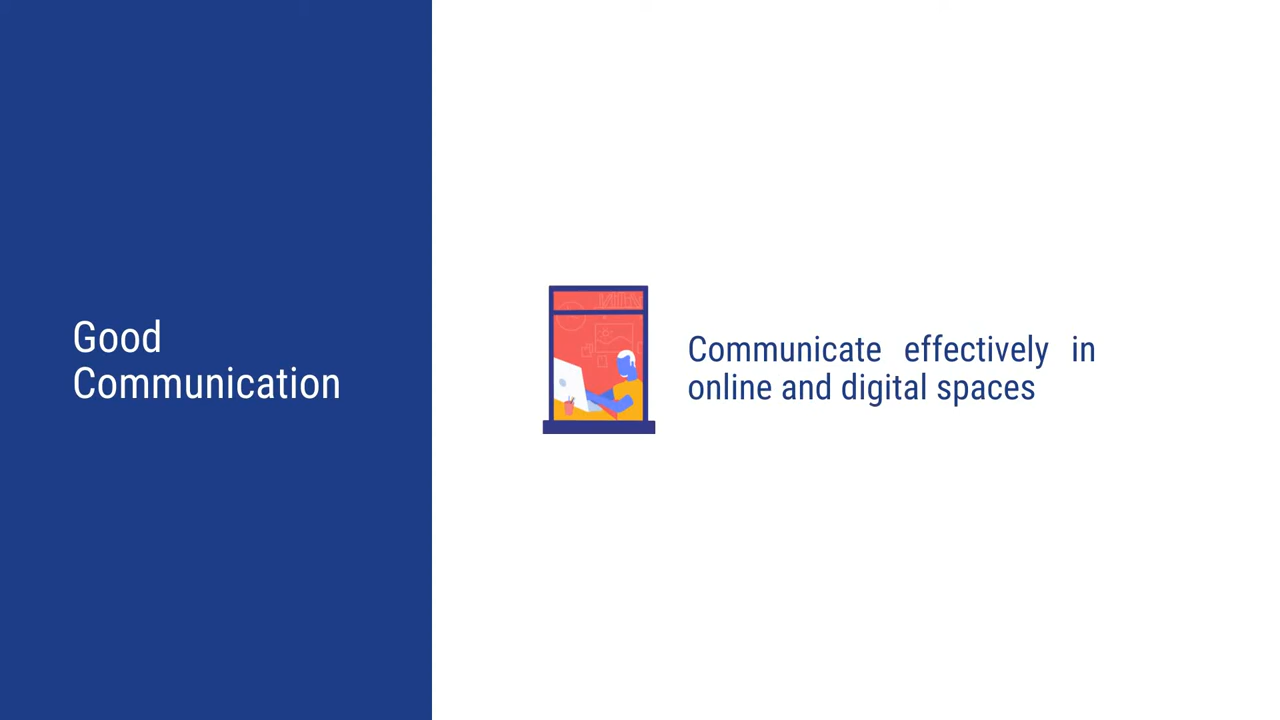 Good
Communication
Communicate effectively in
online and digital spaces